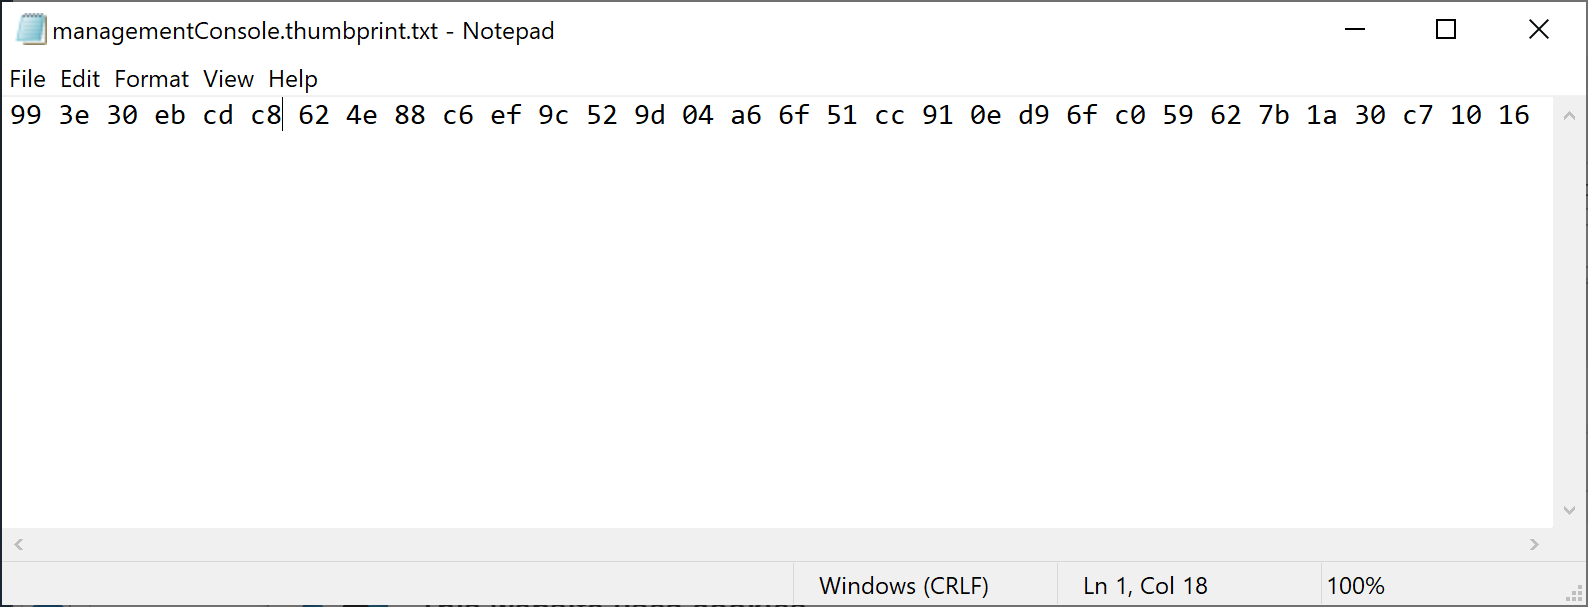 managementConsole.thumbprint.txt - Notepad
File Edit Format View Help
99 3e 30 eb cd c8 62 4e 88 c6 ef 9c 52 9d 04 a6 6f 51 cc 91 0e d9 6f c0 59 62 7b 1a 30 c7 10 16
Windows (CRLF) Ln 1, Col 18 100%